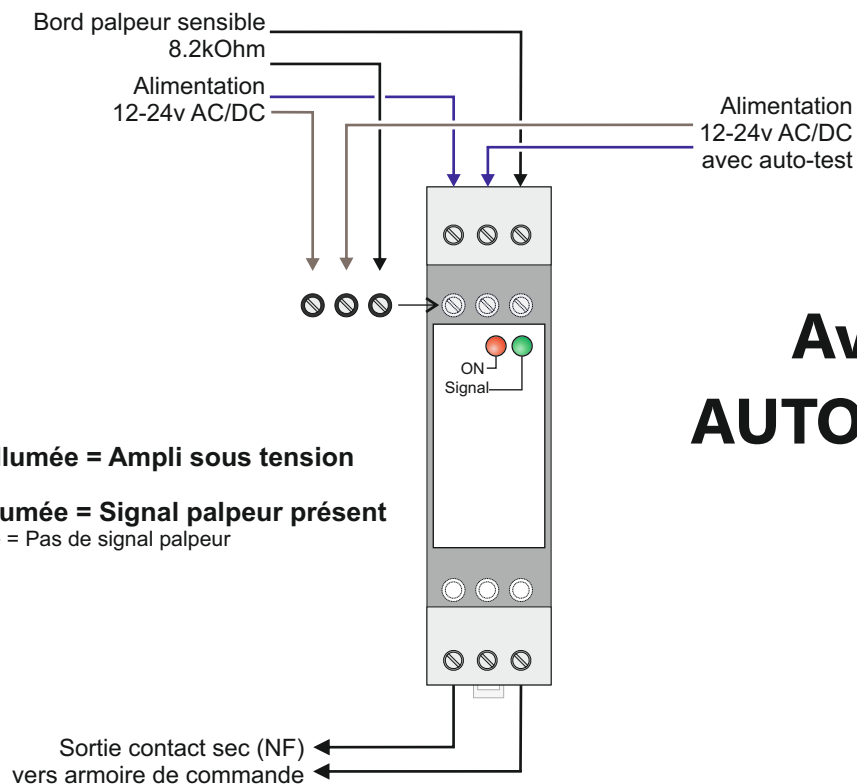 Bord palpeur sensible
8.2kOhm
Alimentation
12-24v AC/DC
Alimentation
12-24v AC/DC
avec auto-test
ON
Signal
Av
AUTO
llumée = Ampli sous tension
umée = Signal palpeur présent
= Pas de signal palpeur
Sortie contact sec (NF)
vers armoire de commande